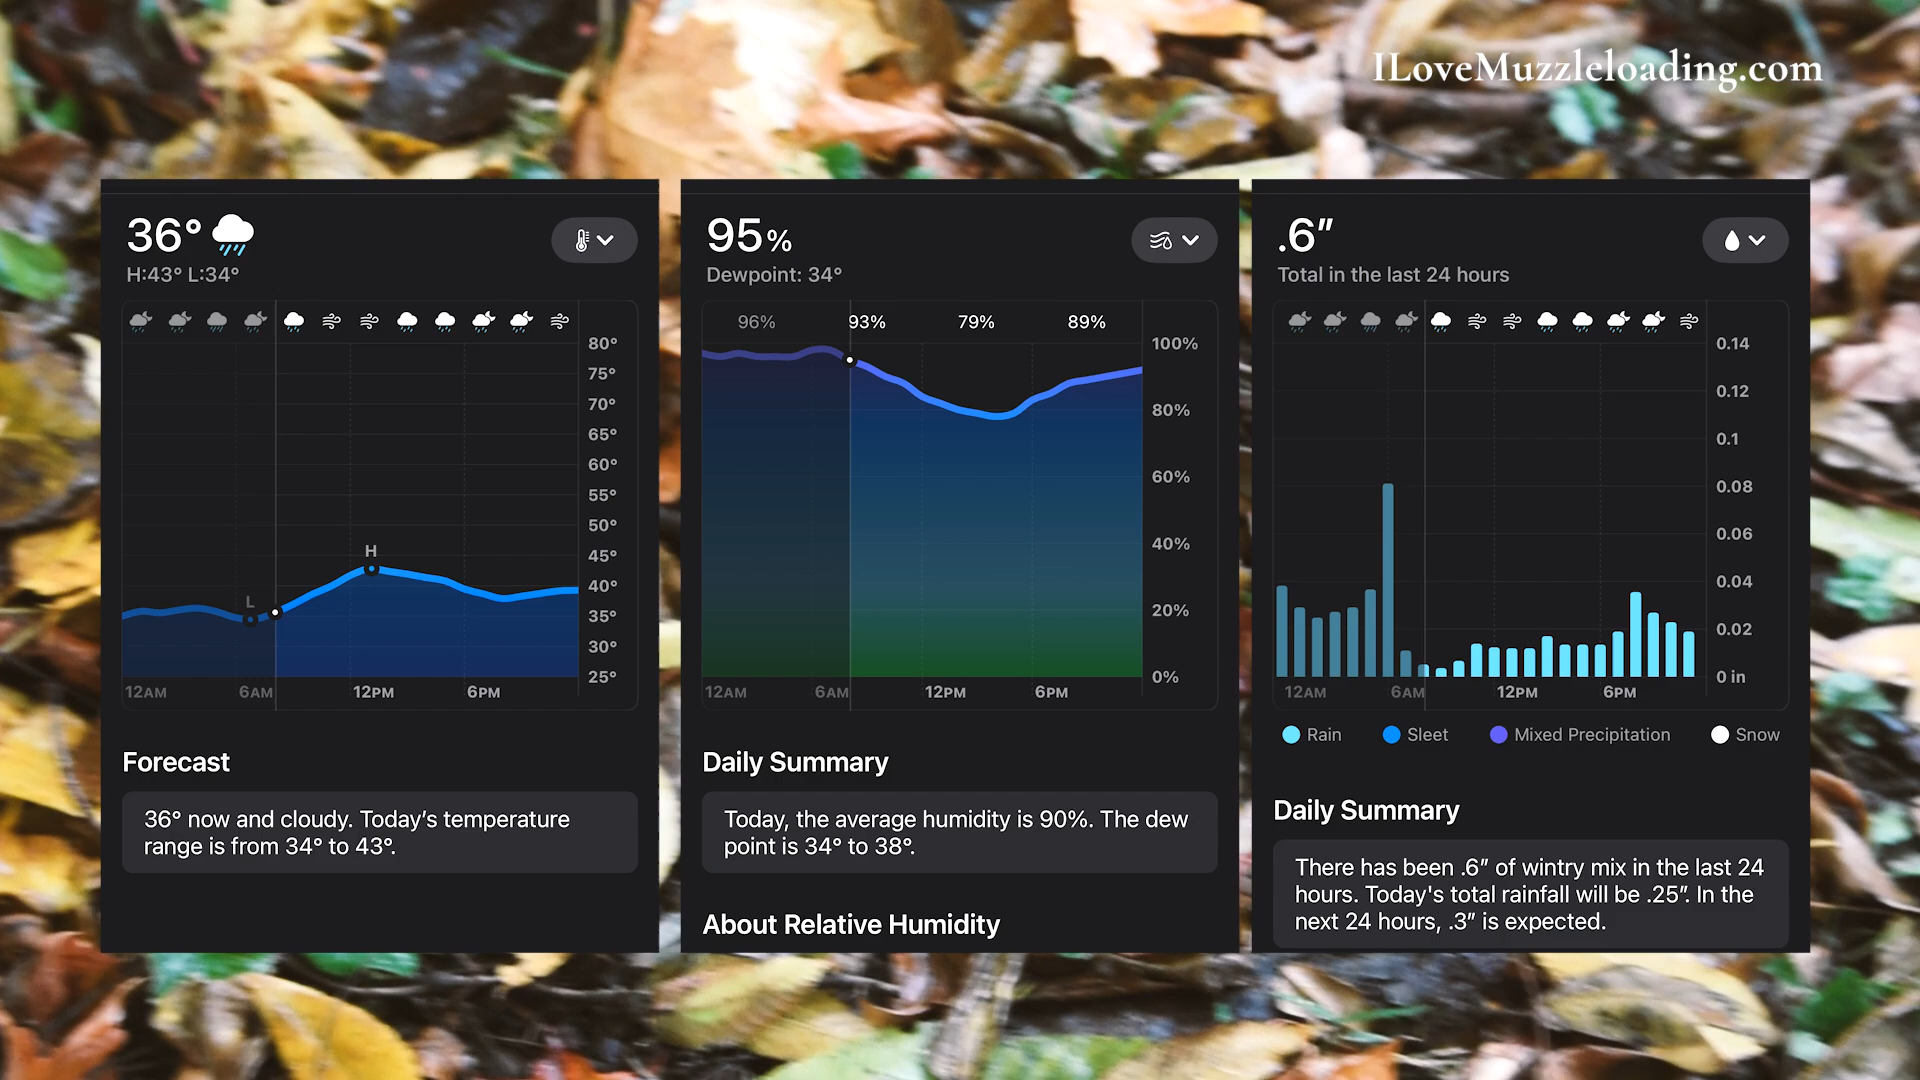 ILoveMuzzleloading.com
36°
H:43° L:34°
80°
75°
70°
65°
60°
55°
50°
45°
40°
35°
30°
25°
H
L
12AM 6AM 12PM 6PM
Forecast
36° now and cloudy. Today’s temperature
range is from 34° to 43°.
95%
Dewpoint: 34°
96% 93% 79% 89%
100%
80%
60%
40%
20%
0%
12AM 6AM 12PM 6PM
Daily Summary
Today, the average humidity is 90%. The dew
point is 34° to 38°.
About Relative Humidity
.6”
Total in the last 24 hours
0.14
0.12
0.1
0.08
0.06
0.04
0.02
0 in
12AM 6AM 12PM 6PM
Rain Sleet Mixed Precipitation Snow
Daily Summary
There has been .6” of wintry mix in the last 24
hours. Today's total rainfall will be .25”. In the
next 24 hours, .3” is expected.